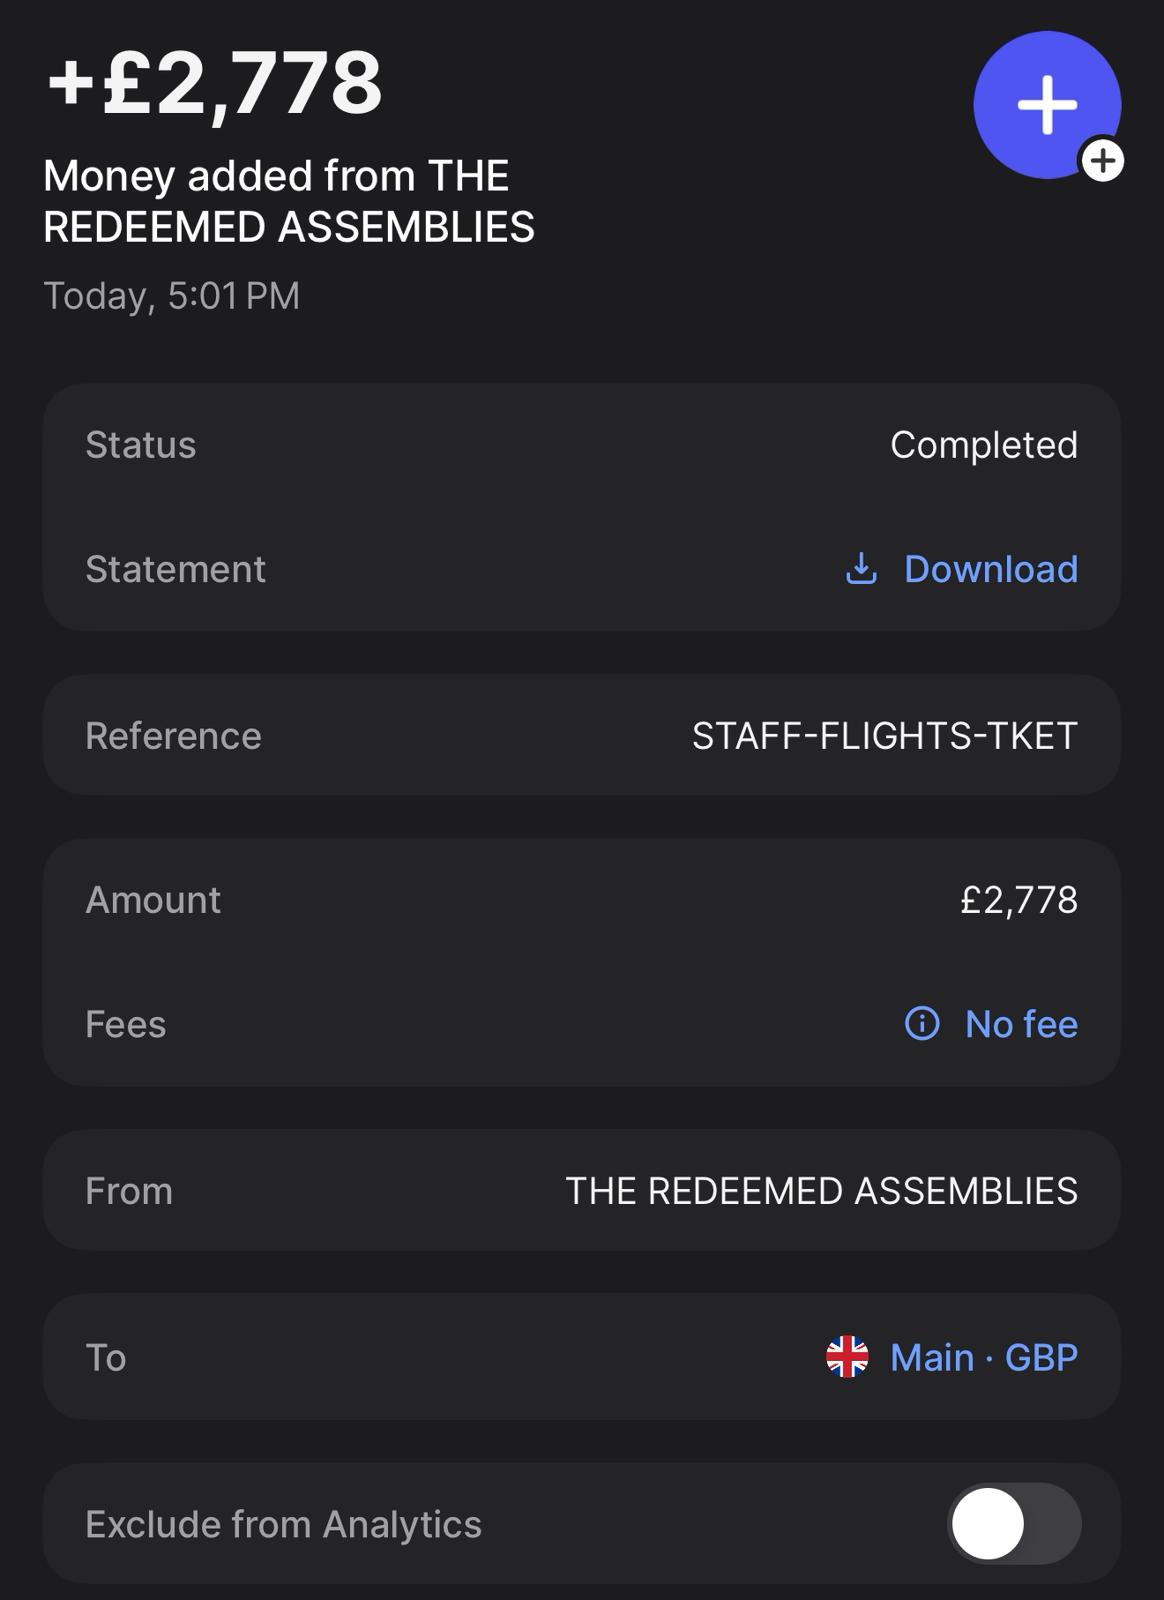 +£2,778
Money added from THE
REDEEMED ASSEMBLIES
Today, 5:01 PM
Status Completed
Statement Download
Reference STAFF-FLIGHTS-TKET
Amount £2,778
Fees No fee
From THE REDEEMED ASSEMBLIES
To Main · GBP
Exclude from Analytics